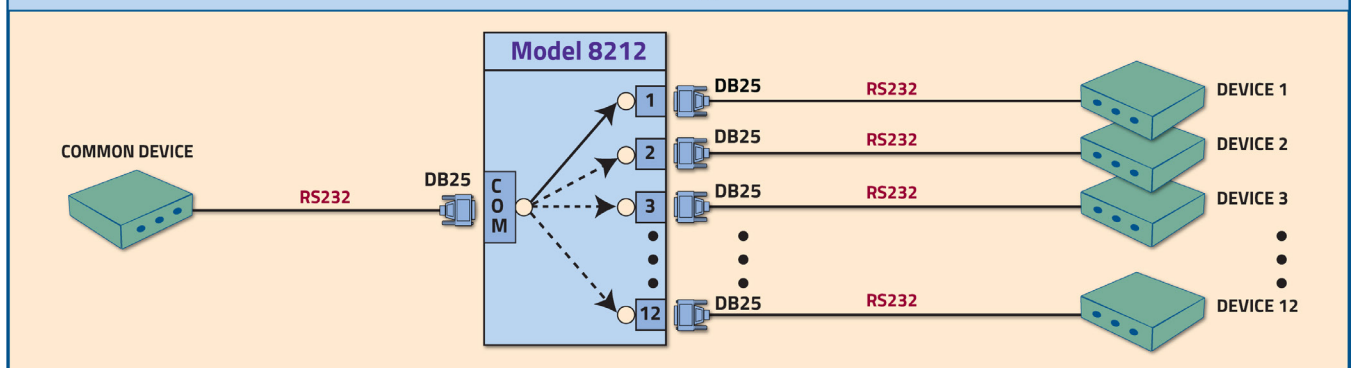 Model 8212
COMMON DEVICE
RS232
DB25
COM
1
DB25
RS232
DEVICE 1
2
DB25
RS232
DEVICE 2
3
DB25
RS232
DEVICE 3
12
DB25
RS232
DEVICE 12